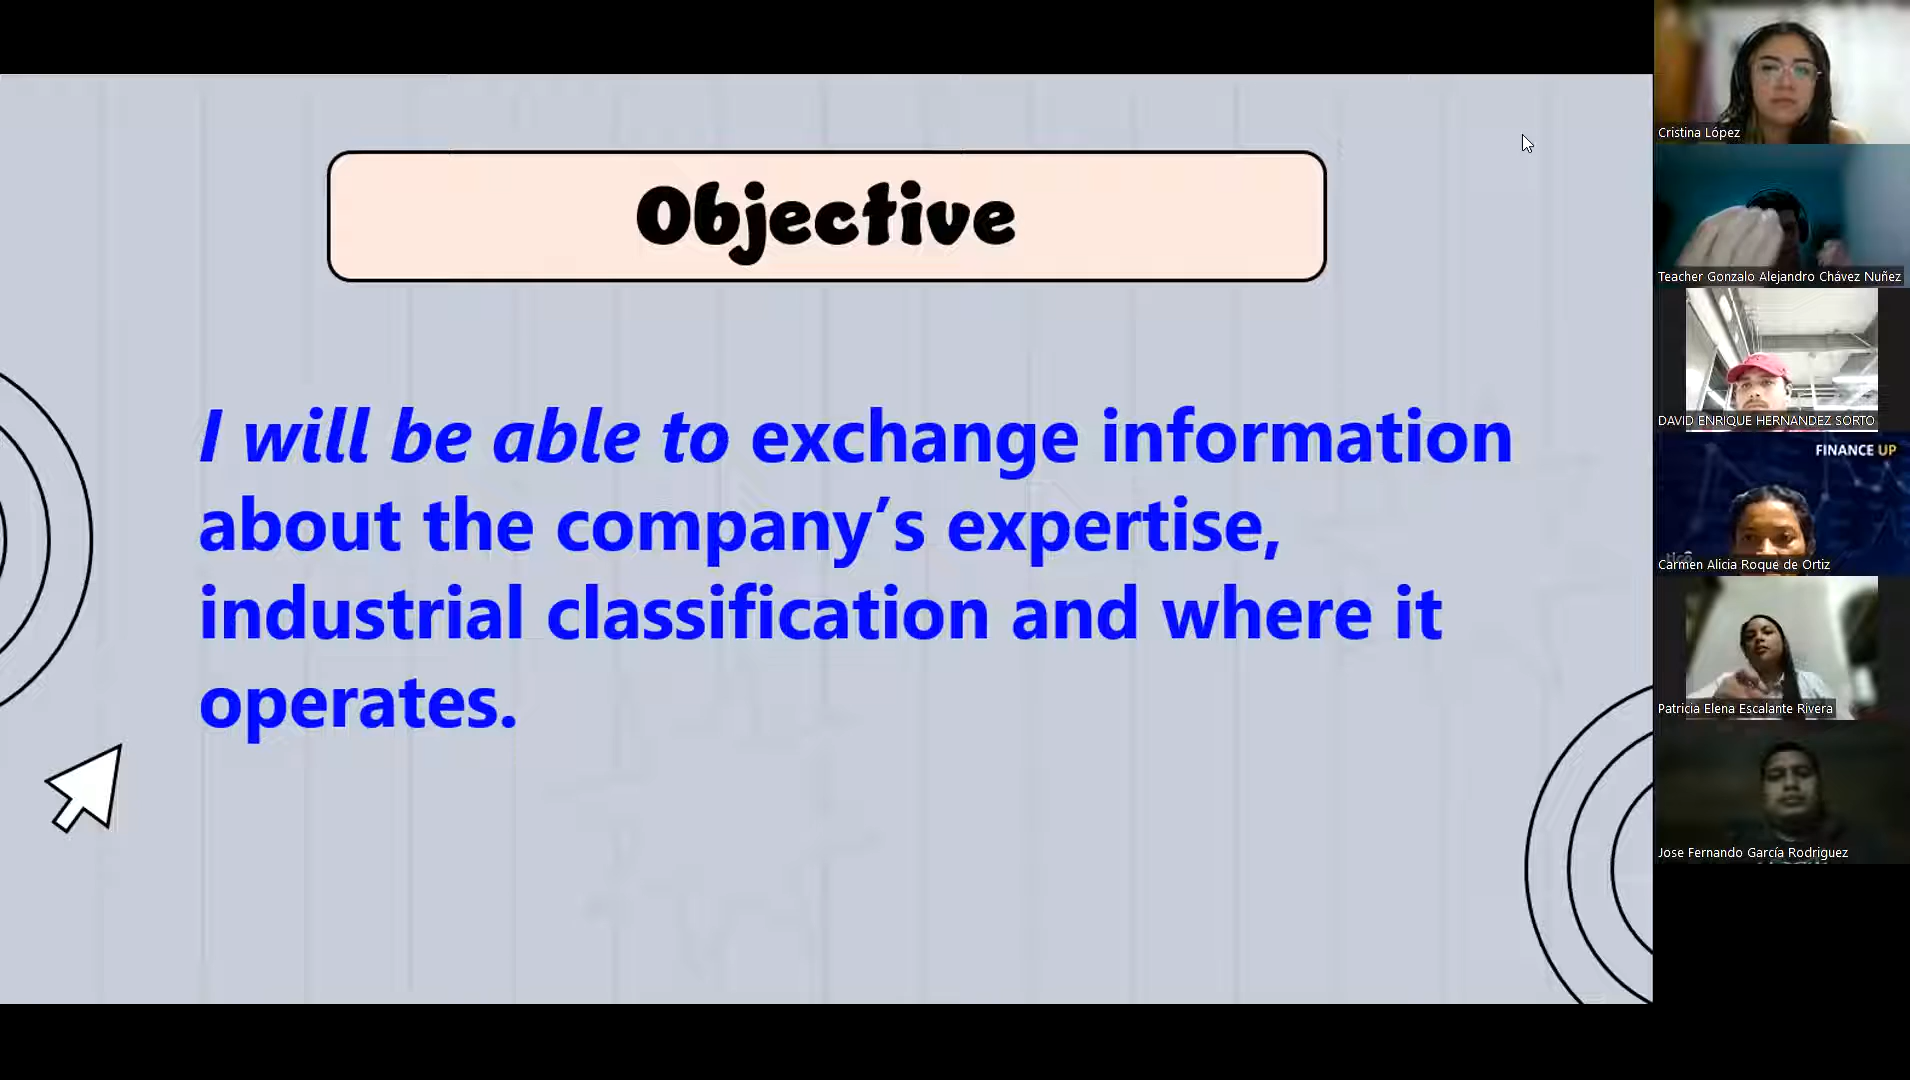 Objective
I will be able to exchange information
about the company’s expertise,
industrial classification and where it
operates.
Cristina López
Teacher Gonzalo Alejandro Chávez Nuñez
DAVID ENRIQUE HERNANDEZ SORTO
FINANCE UP
tigo
Carmen Alicia Roque de Ortiz
Patricia Elena Escalante Rivera
Jose Fernando García Rodriguez